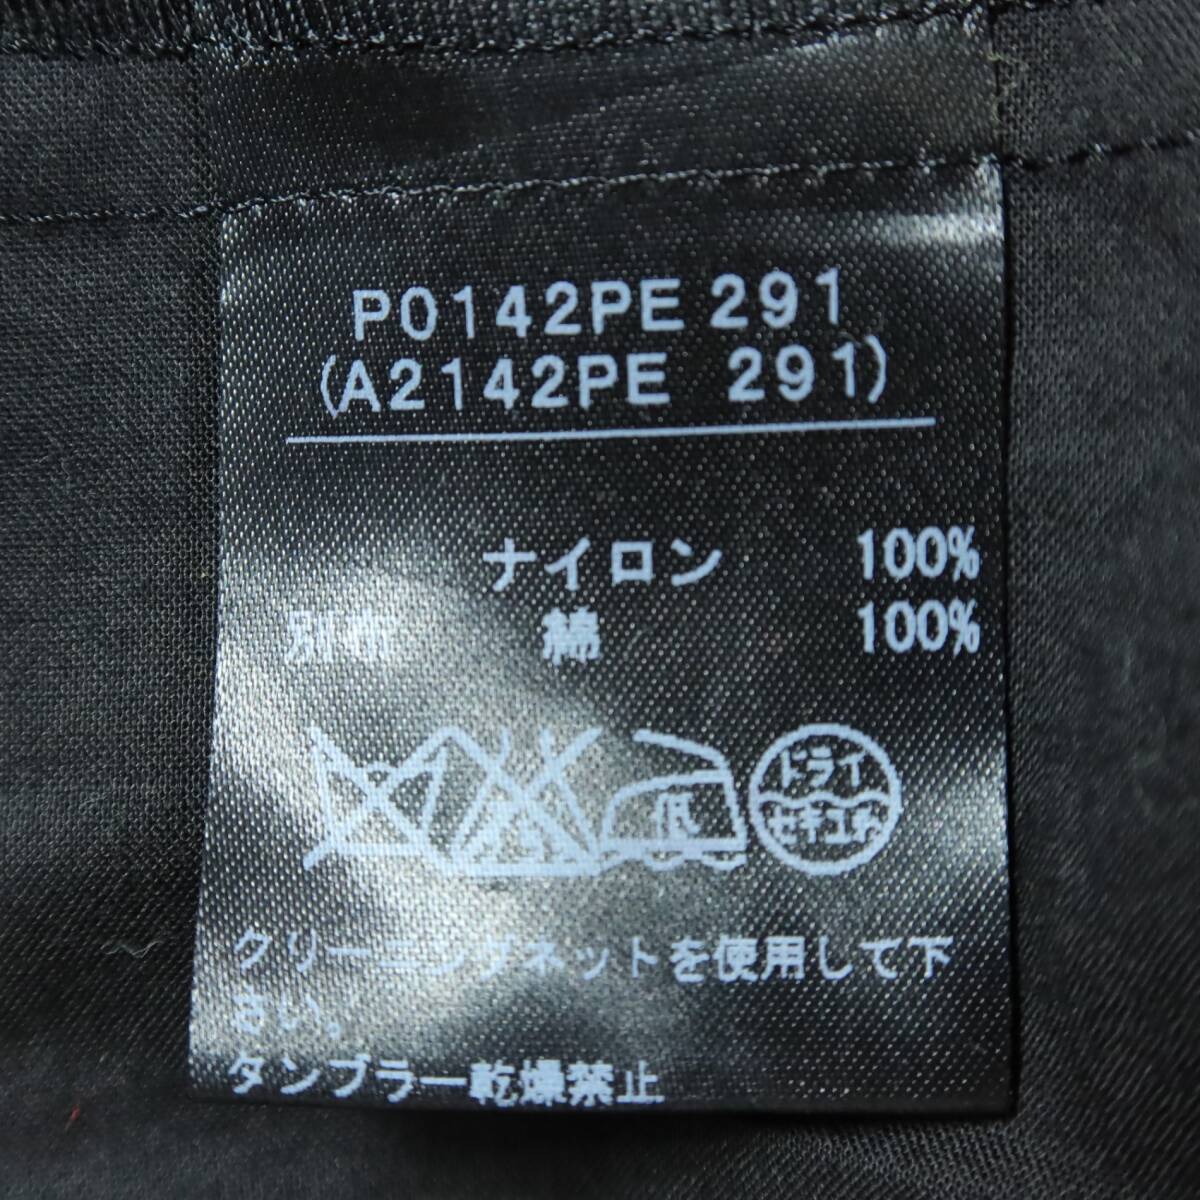 P0142PE 291
(A2142PE 291)
ナイロン 100%
別布 綿 100%
低
ドライ
セキユ系
クリーニングネットを使用して下
さい。
タンブラー乾燥禁止